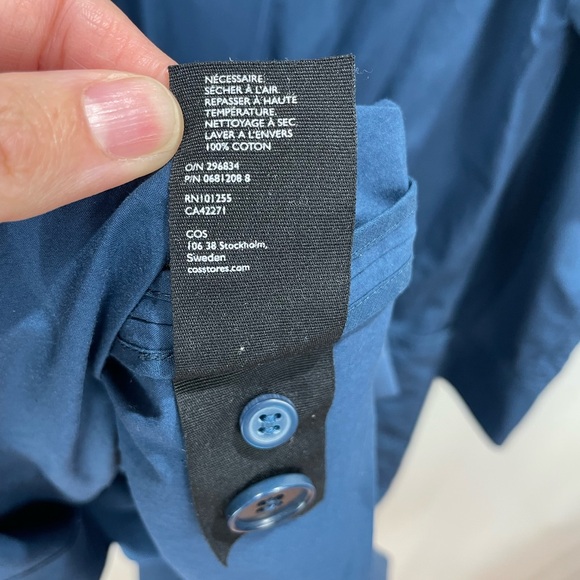 NÉCESSAIRE.
SÉCHER À L'AIR
REPASSER À HAUTE
TEMPÉRATURE.
NETTOYAGE À SEC
LAVER A L'ENVERS
100% COTON
O/N 296834
P/N 0681208 8
RN101255
CA42271
COS
106 38 Stockholm,
Sweden
cosstores.com